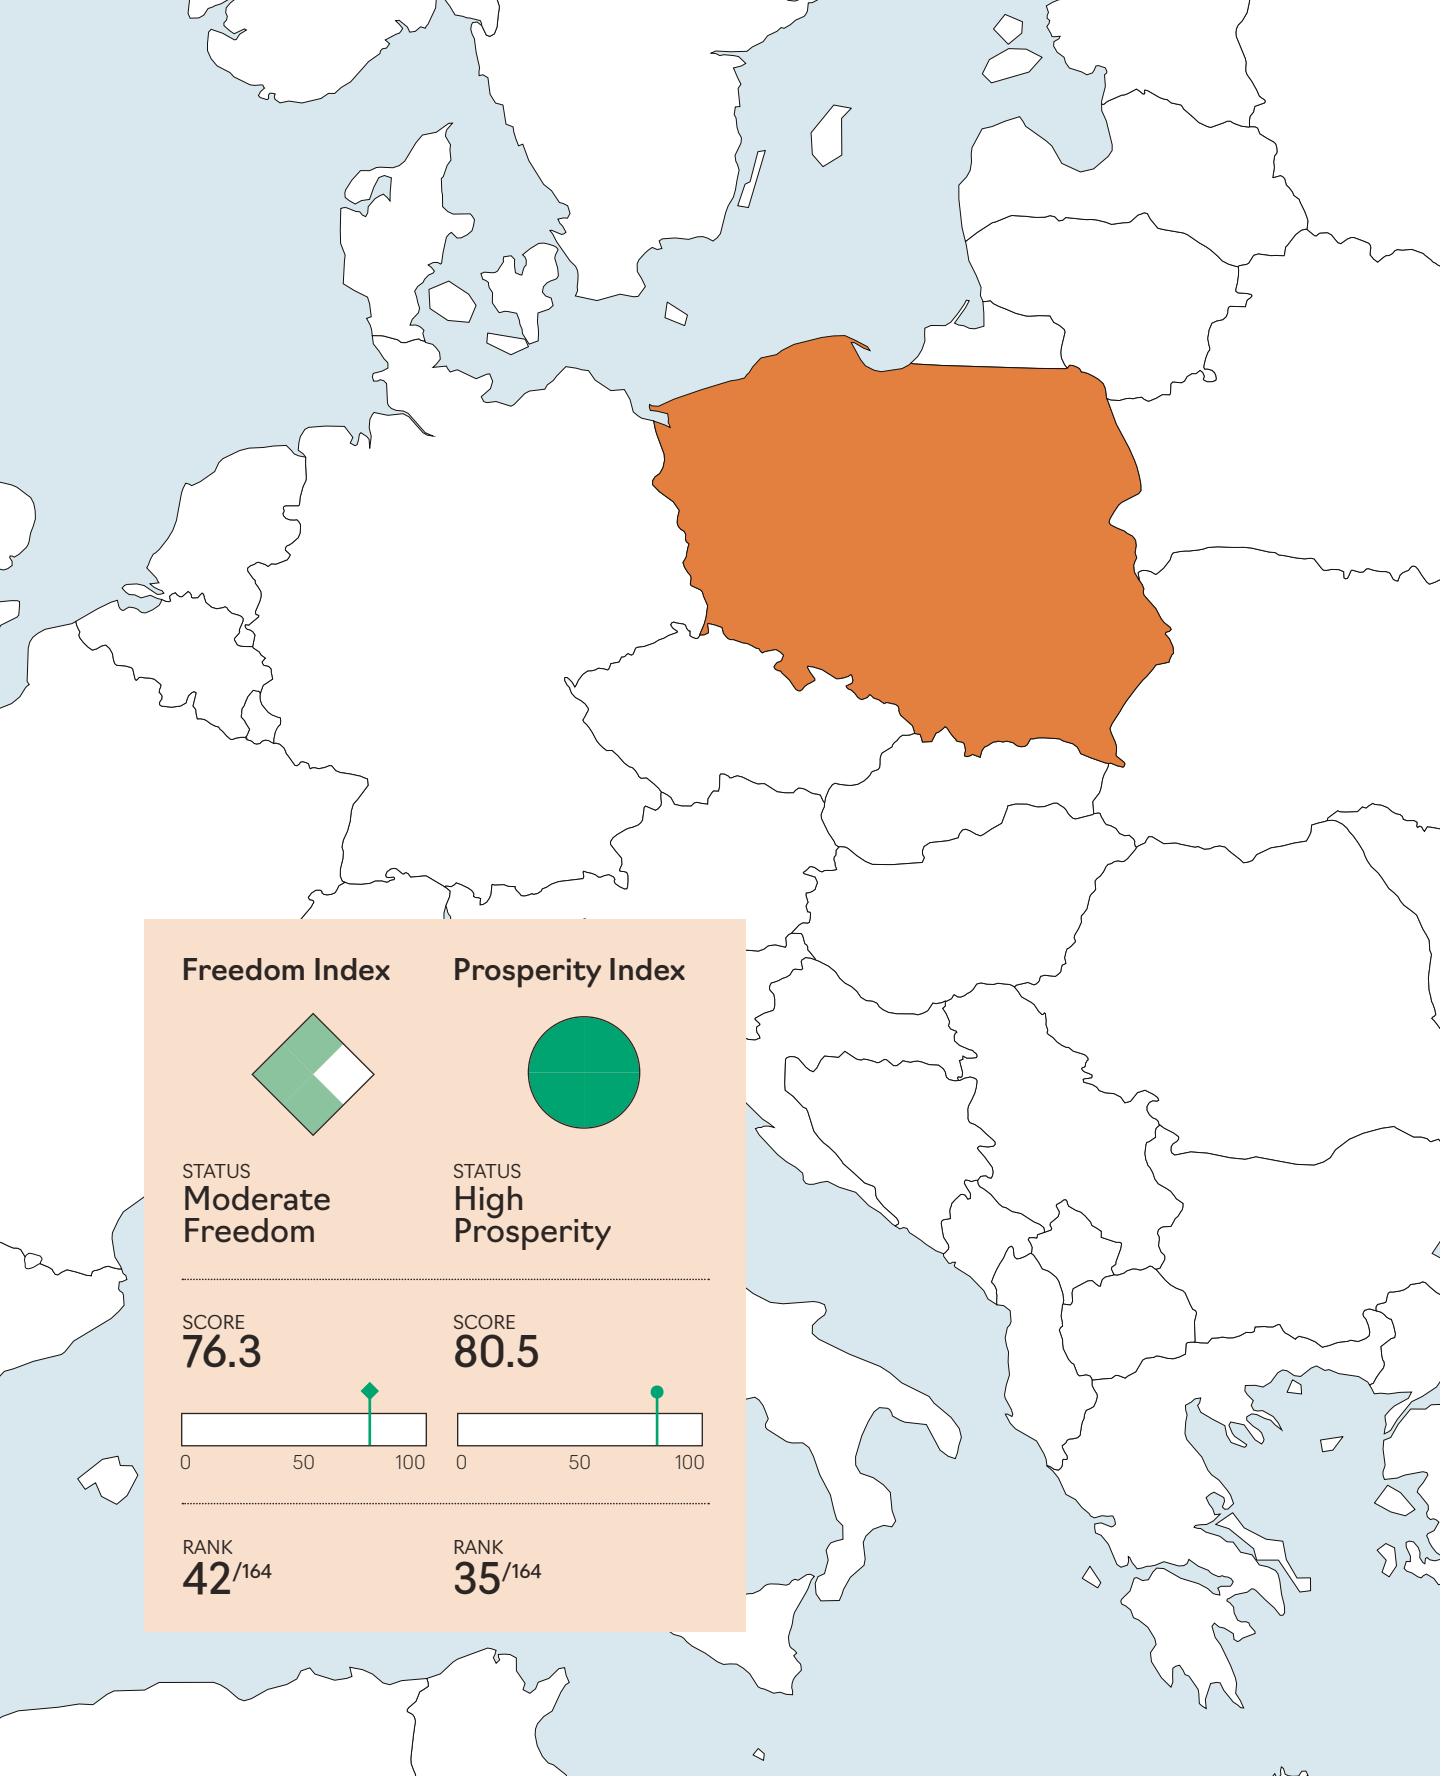 Freedom Index
Prosperity Index
STATUS
Moderate
Freedom
STATUS
High
Prosperity
SCORE
76.3
SCORE
80.5
0 50 100
0 50 100
RANK
42/164
RANK
35/164